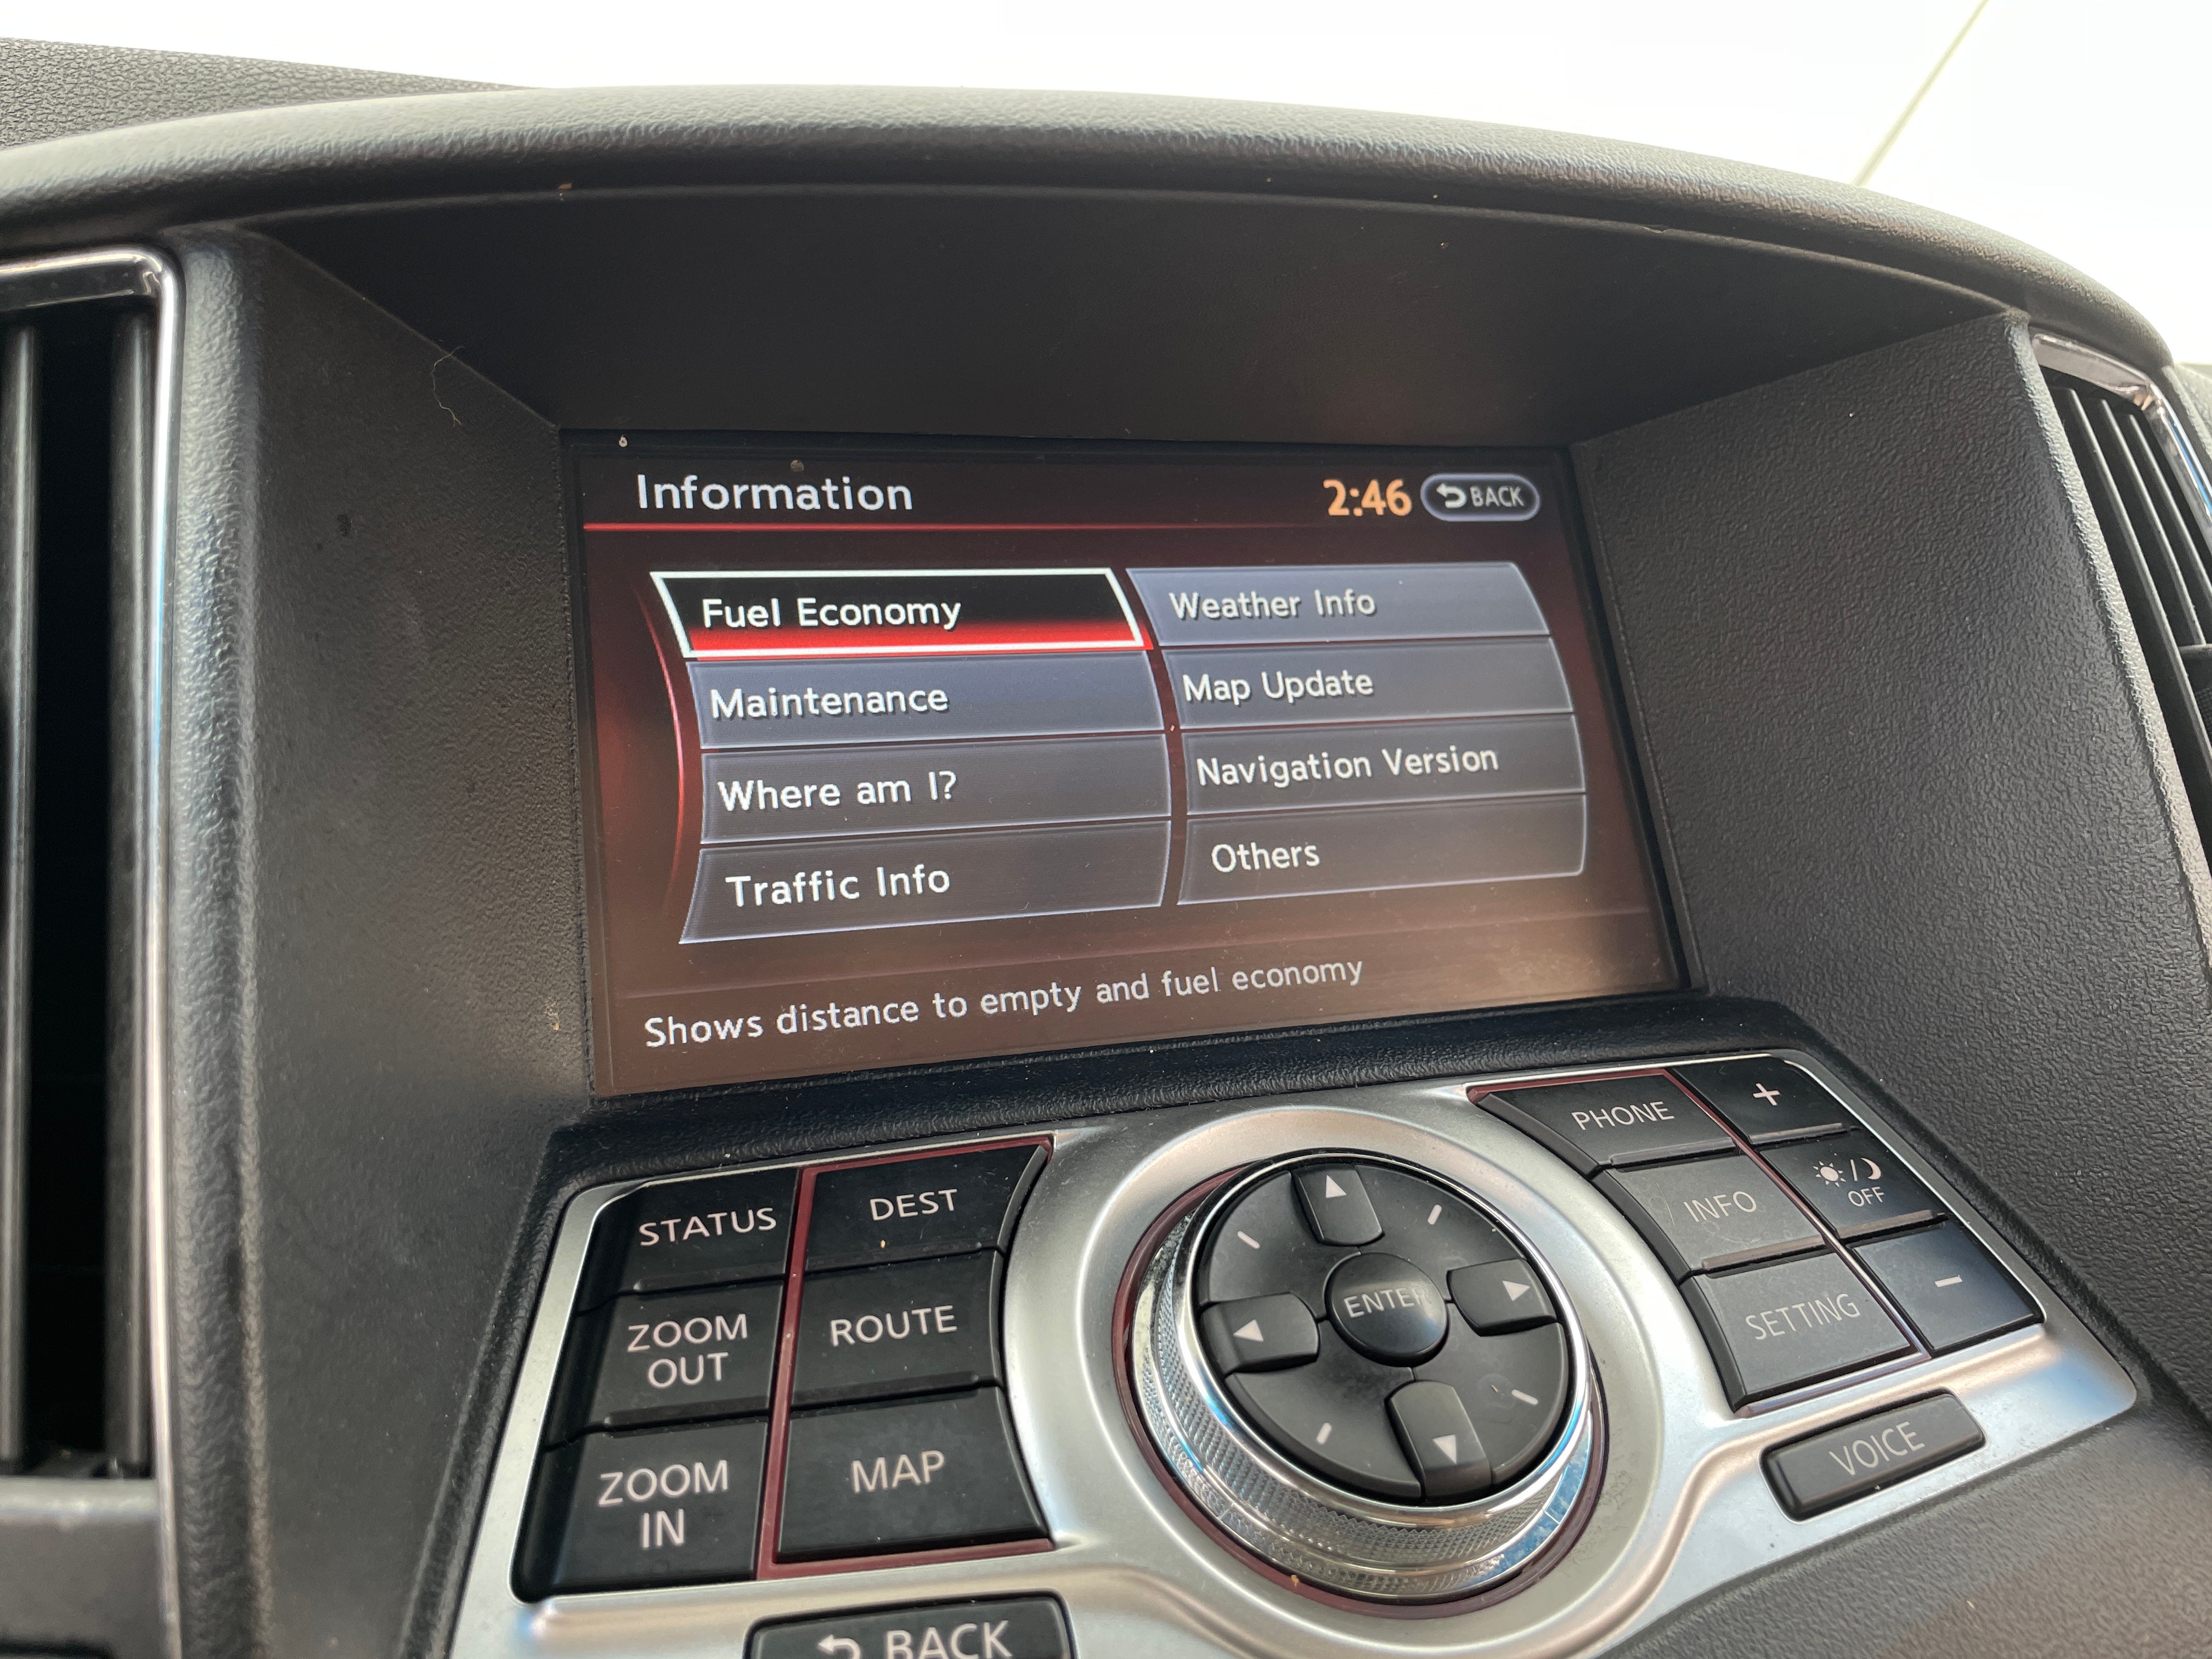 Information
2:46
BACK
Fuel Economy
Weather Info
Maintenance
Map Update
Where am I?
Navigation Version
Traffic Info
Others
Shows distance to empty and fuel economy
STATUS
DEST
ZOOM
OUT
ROUTE
ZOOM
IN
MAP
BACK
ENTER
PHONE
+
INFO
OFF
SETTING
−
VOICE